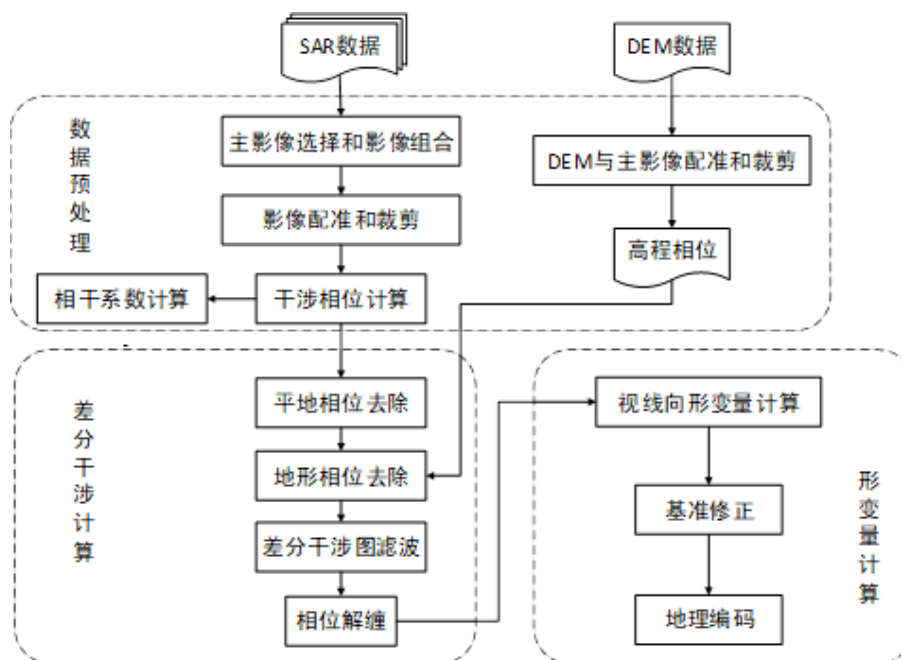 SAR数据
DEM数据
数据预处理
主影像选择和影像组合
DEM与主影像配准和裁剪
影像配准和裁剪
高程相位
相干系数计算
干涉相位计算
差分干涉计算
平地相位去除
地形相位去除
差分干涉图滤波
相位解缠
视线向形变量计算
基准修正
地理编码
形变量计算